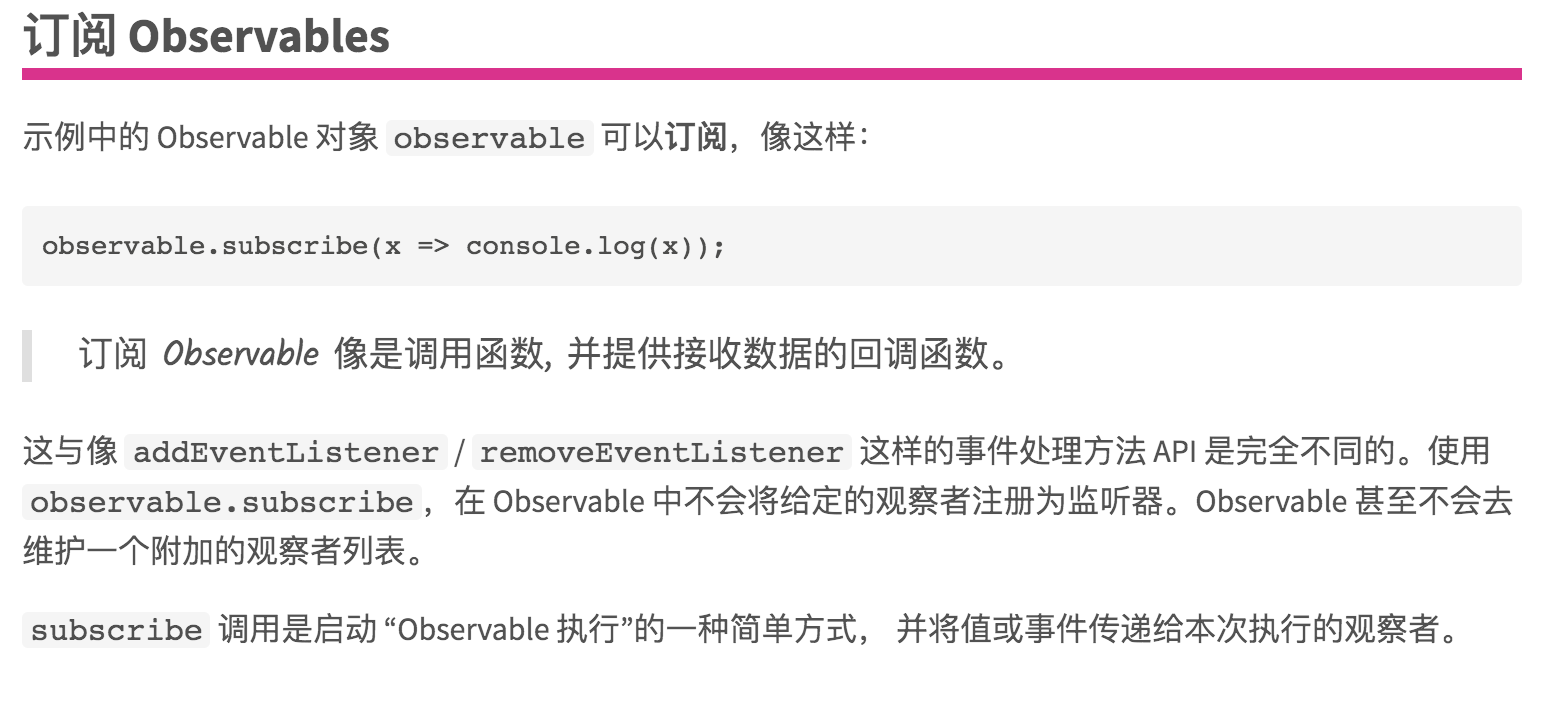 订阅 Observables
示例中的 Observable 对象 observable 可以订阅，像这样：
observable.subscribe(x => console.log(x));
订阅 Observable 像是调用函数, 并提供接收数据的回调函数。
这与像 addEventListener / removeEventListener 这样的事件处理方法 API 是完全不同的。使用
observable.subscribe，在 Observable 中不会将给定的观察者注册为监听器。Observable 甚至不会去
维护一个附加的观察者列表。
subscribe 调用是启动 “Observable 执行”的一种简单方式， 并将值或事件传递给本次执行的观察者。